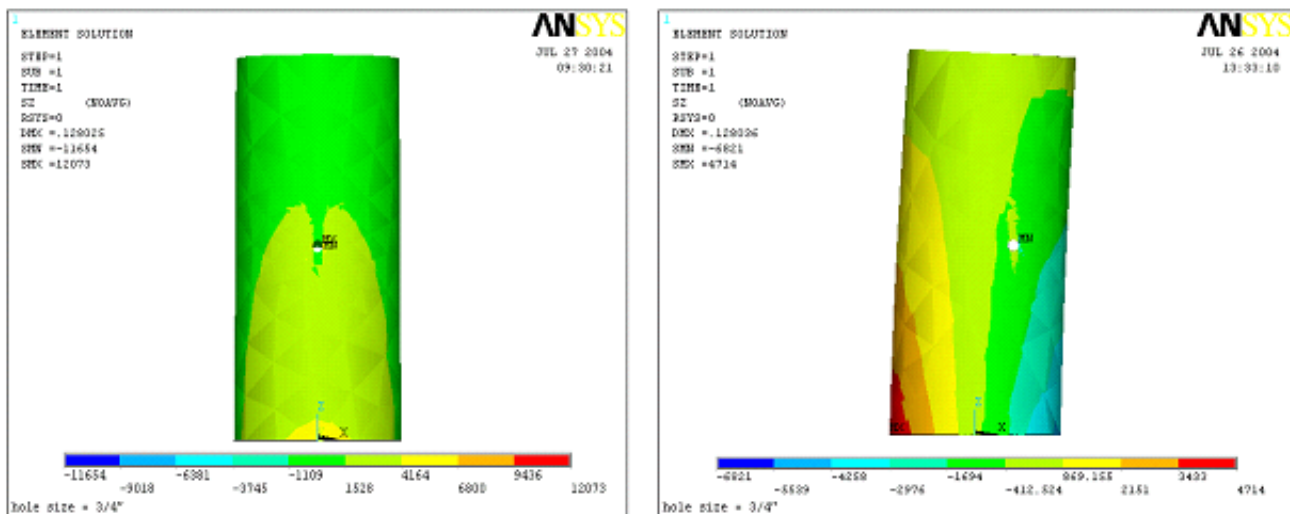 1
ELEMENT SOLUTION
STEP=1
SUB =1
TIME=1
SZ (NOAVG)
RSYS=0
DMX =.128025
SMN =-11654
SMX =12073
ANSYS
JUL 27 2004
09:30:21
MX
MN
Z
X
-11654 -6381 -1109 4164 9436
-9018 -3745 1528 6800 12073
hole size = 3/4"
1
ELEMENT SOLUTION
STEP=1
SUB =1
TIME=1
SZ (NOAVG)
RSYS=0
DMX =.128036
SMN =-6821
SMX =4714
ANSYS
JUL 26 2004
13:33:10
MN
MX
Z
X
-6821 -4258 -1694 869.155 3433
-5539 -2976 -412.524 2151 4714
hole size = 3/4"